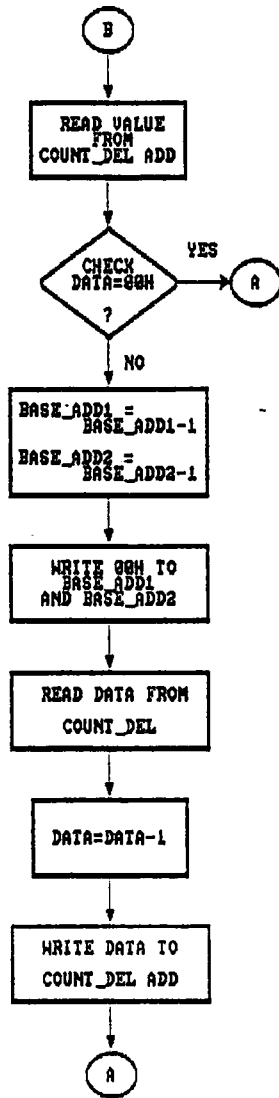 B
READ VALUE
FROM
COUNT_DEL ADD
CHECK
DATA=00H
?
YES
A
NO
BASE_ADD1 =
BASE_ADD1-1
BASE_ADD2 =
BASE_ADD2-1
WRITE 00H TO
BASE_ADD1
AND BASE_ADD2
READ DATA FROM
COUNT_DEL
DATA=DATA-1
WRITE DATA TO
COUNT_DEL ADD
A